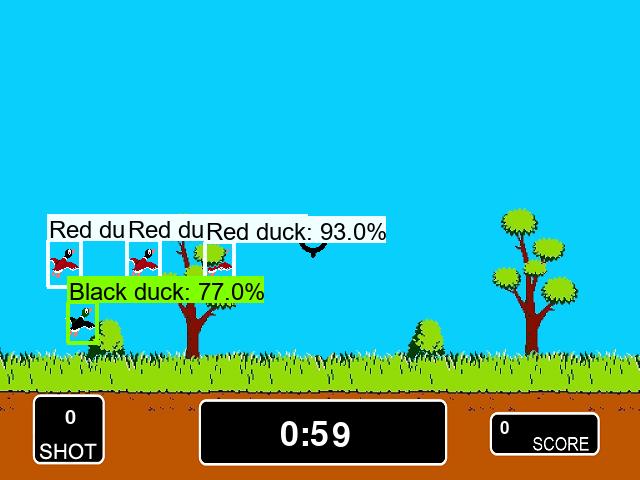 Red du Red du Red duck: 93.0%
Black duck: 77.0%
0
SHOT
0:59
0
SCORE